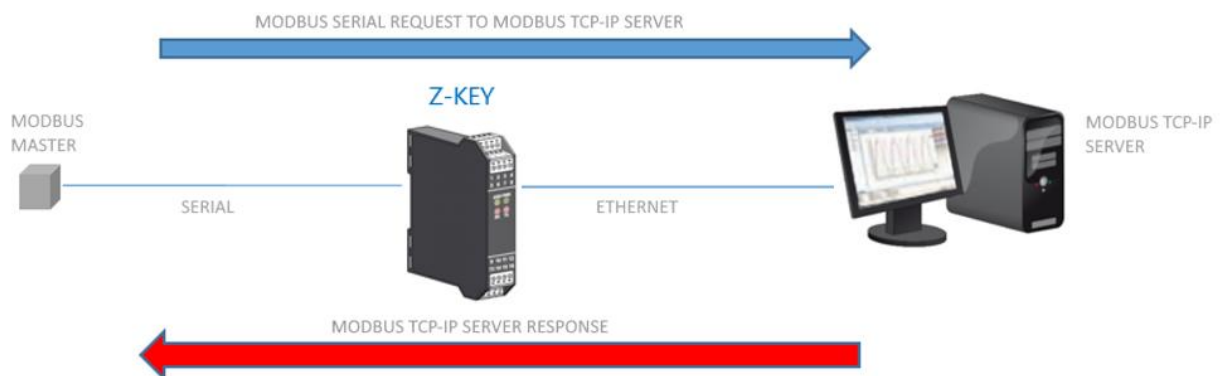 MODBUS SERIAL REQUEST TO MODBUS TCP-IP SERVER
Z-KEY
MODBUS
MASTER
MODBUS TCP-IP
SERVER
SERIAL
ETHERNET
MODBUS TCP-IP SERVER RESPONSE